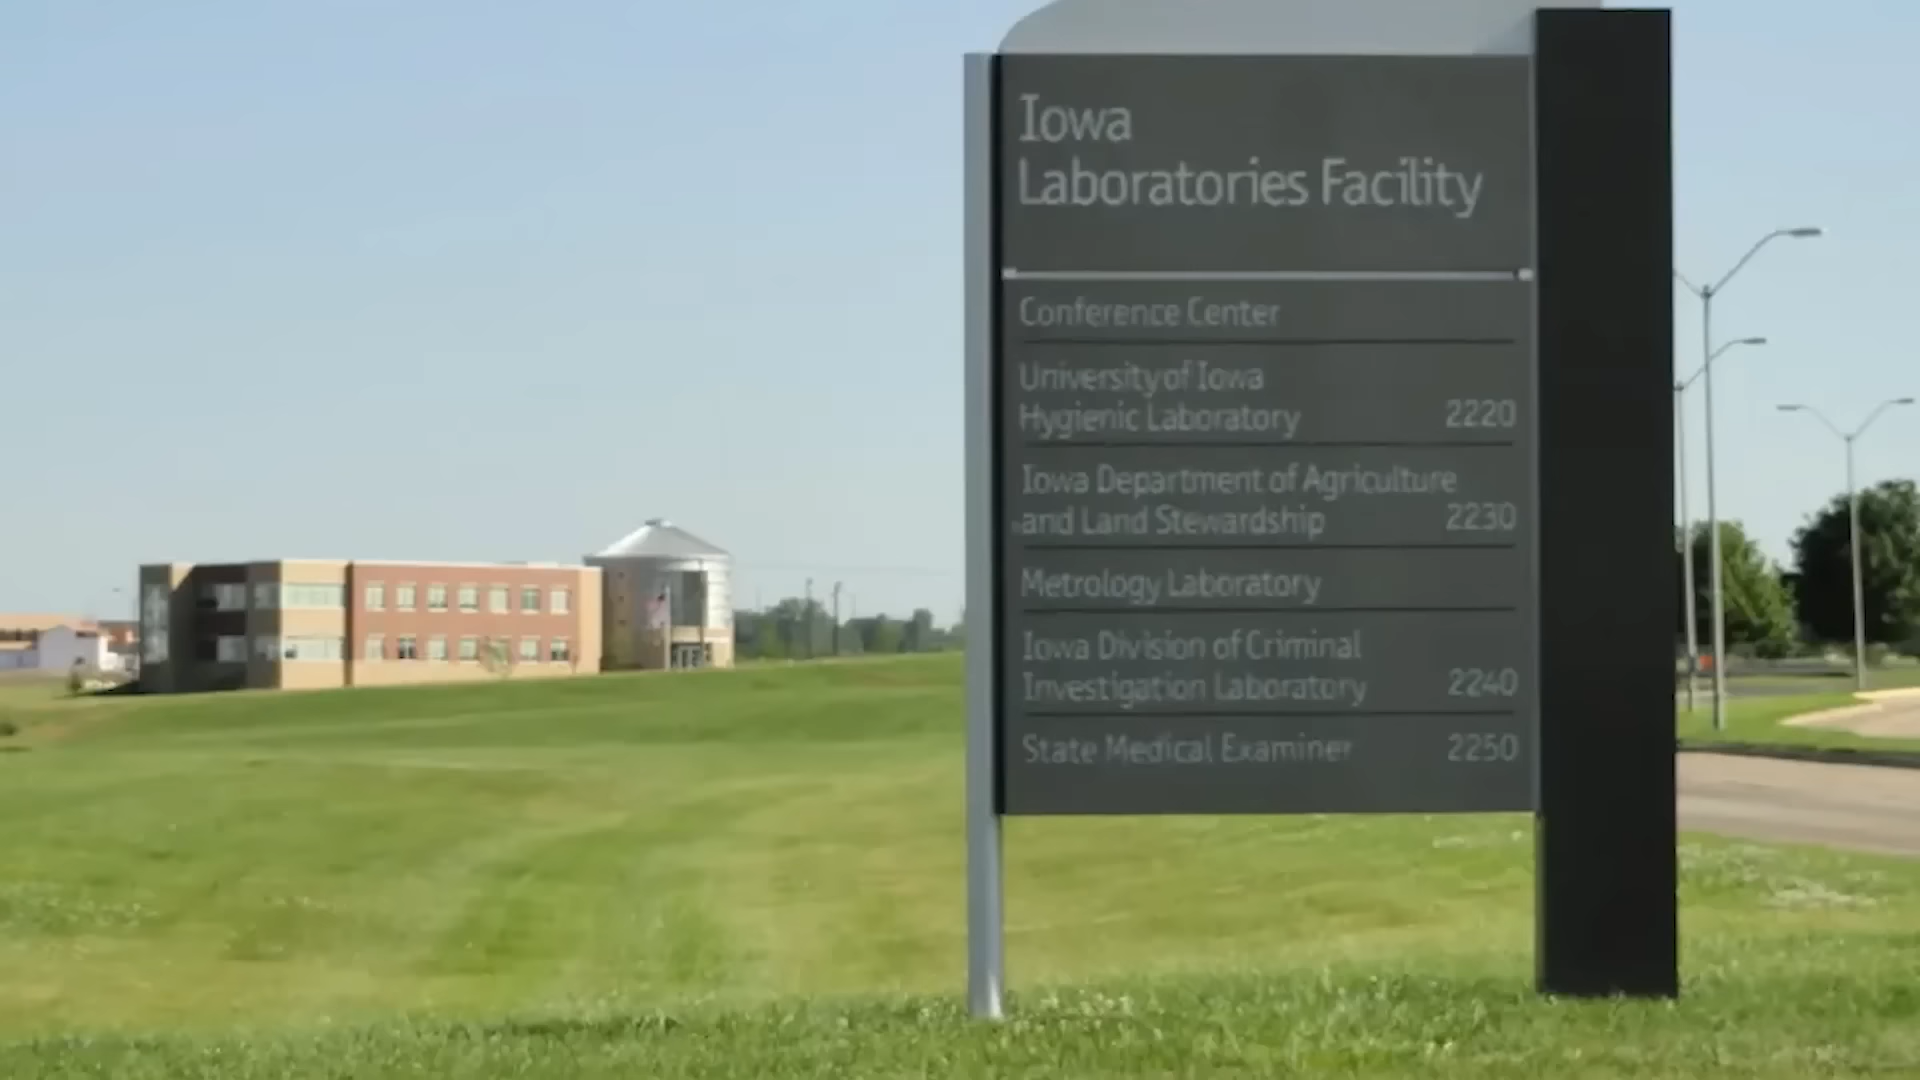 Iowa
Laboratories Facility
Conference Center
University of Iowa
Hygienic Laboratory 2220
Iowa Department of Agriculture
and Land Stewardship 2230
Metrology Laboratory
Iowa Division of Criminal
Investigation Laboratory 2240
State Medical Examiner 2250